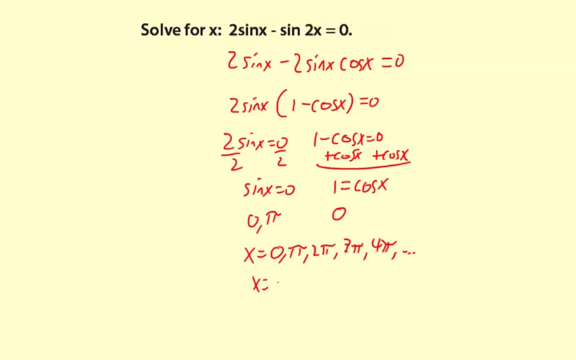 Solve for x: 2sinx - sin 2x = 0.
2sinx - 2sinx cosx = 0
2sinx (1-cosx) = 0
2sinx = 0 1-cosx=0
2 2 +cosx +cosx
sinx = 0 1 = cosx
0, π 0
x = 0, π, 2π, 3π, 4π, ...
x =